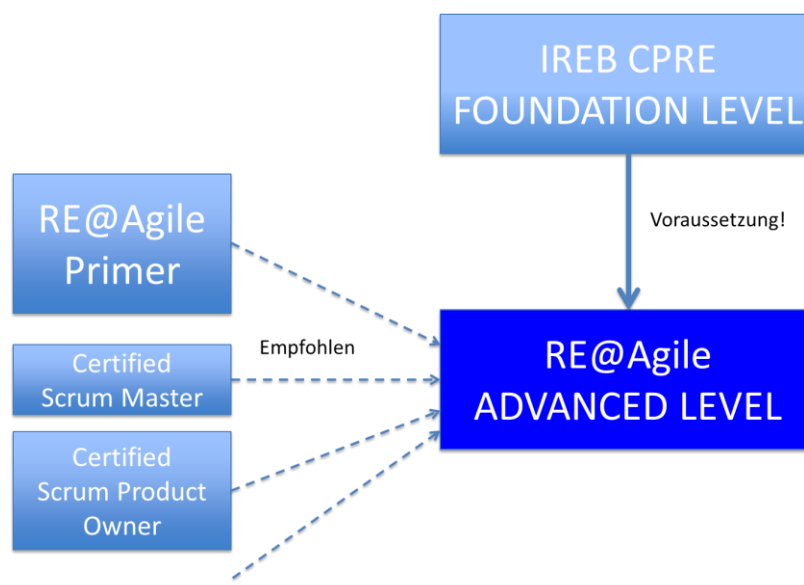 IREB CPRE
FOUNDATION LEVEL
Voraussetzung!
RE@Agile
Primer
Empfohlen
Certified
Scrum Master
Certified
Scrum Product
Owner
RE@Agile
ADVANCED LEVEL